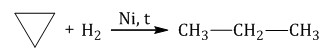 + H₂ Ni, t CH₃—CH₂—CH₃